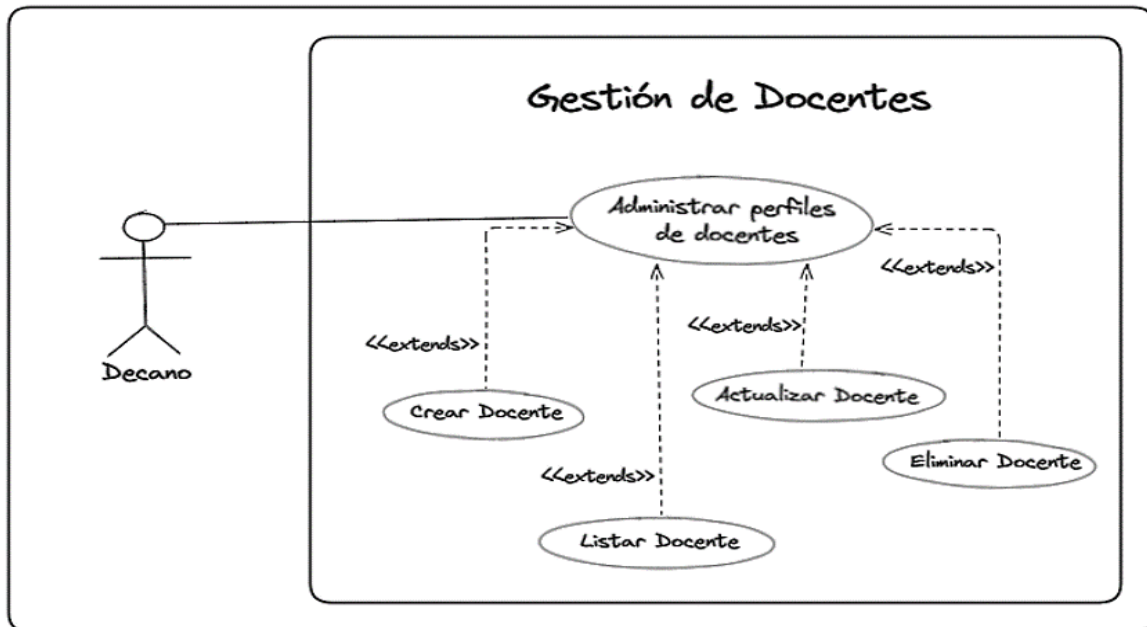 Gestión de Docentes
Administrar perfiles
de docentes
<<extends>>
<<extends>>
<<extends>>
Decano
Actualizar Docente
Crear Docente
Eliminar Docente
<<extends>>
Listar Docente